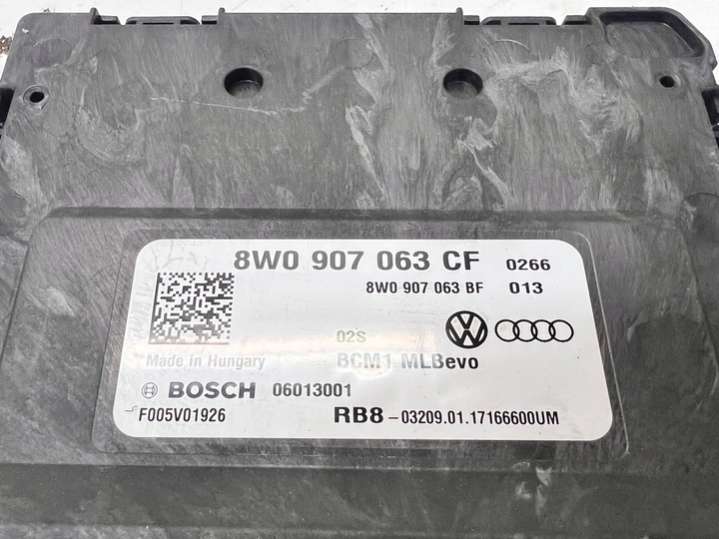 8W0 907 063 CF 0266
8W0 907 063 BF 013
02S
Made in Hungary BCM1 MLBevo
BOSCH 06013001
F005V01926 RB8-03209.01.17166600UM